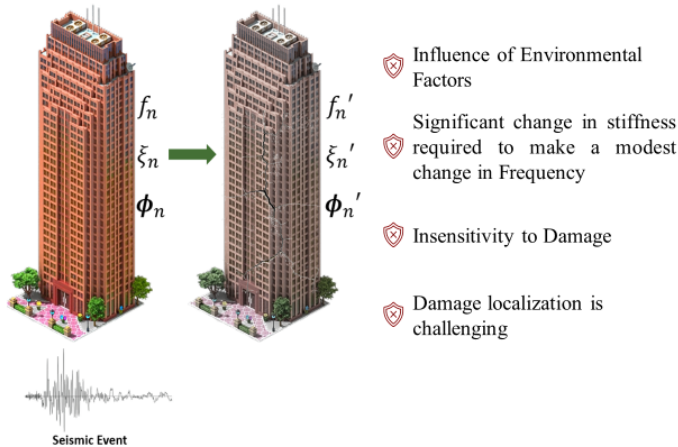 f_n
ξ_n
ϕ_n
f_n′
ξ_n′
ϕ_n′
Influence of Environmental
Factors
Significant change in stiffness
required to make a modest
change in Frequency
Insensitivity to Damage
Damage localization is
challenging
Seismic Event